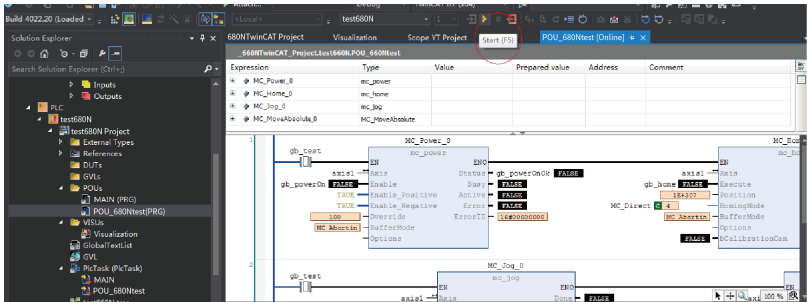 Build 4022.20 (Loaded
<Local>
test680N
Solution Explorer
Search Solution Explorer (Ctrl+;)
Inputs
Outputs
PLC
test680N
test680N Project
External Types
References
DUTs
GVLs
POUs
MAIN (PRG)
POU_680Ntest(PRG)
VISUs
Visualization
GlobalTextList
GVL
PlcTask (PlcTask)
MAIN
POU_680Ntest
680NTwinCAT Project
Visualization
Scope YT Project
Start (F5)
POU_680Ntest [Online]
_660NTwinCAT_Project.test660N.POU_660Ntest
Expression Type Value Prepared value Address Comment
MC_Power_0 mc_power
MC_Home_0 mc_home
MC_Jog_0 mc_jog
MC_MoveAbsolute_0 MC_MoveAbsolute
1 MC_Power_0
gb_test mc_power
EN ENO
axis1 Axis Status gb_powerOnOk FALSE
gb_powerOn FALSE Enable Busy FALSE
TRUE Enable_Positive Active FALSE
TRUE Enable_Negative Error FALSE
100 Override ErrorID 16#00000000
MC Abortin BufferMode
Options
EN
axis1 Axis
gb_home FALSE Execute
1E+307 Position
MC_Direct C 4 HomingMode
MC Abortin BufferMode
Options
FALSE bCalibrationCam
2 MC_Jog_0
gb_test mc_jog
EN ENO
axis1 Axis Done FALSE
100 %